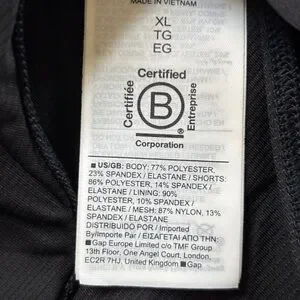 MADE IN VIETNAM
XL
TG
EG
Certified
Certifiée
B
®
Entreprise
Corporation
■ US/GB: BODY: 77% POLYESTER,
23% SPANDEX / ELASTANE / SHORTS:
86% POLYESTER, 14% SPANDEX /
ELASTANE / LINING: 90%
POLYESTER, 10% SPANDEX /
ELASTANE / MESH: 87% NYLON, 13%
SPANDEX / ELASTANE
DISTRIBUIDO POR / Imported
By/Importe Par / ΕΙΣΑΓΕΤΑΙ ΑΠΟ ΤΗΝ:
■ Gap Europe Limited c/o TMF Group,
13th Floor, One Angel Court, London,
EC2R 7HJ, United Kingdom ■ Gap